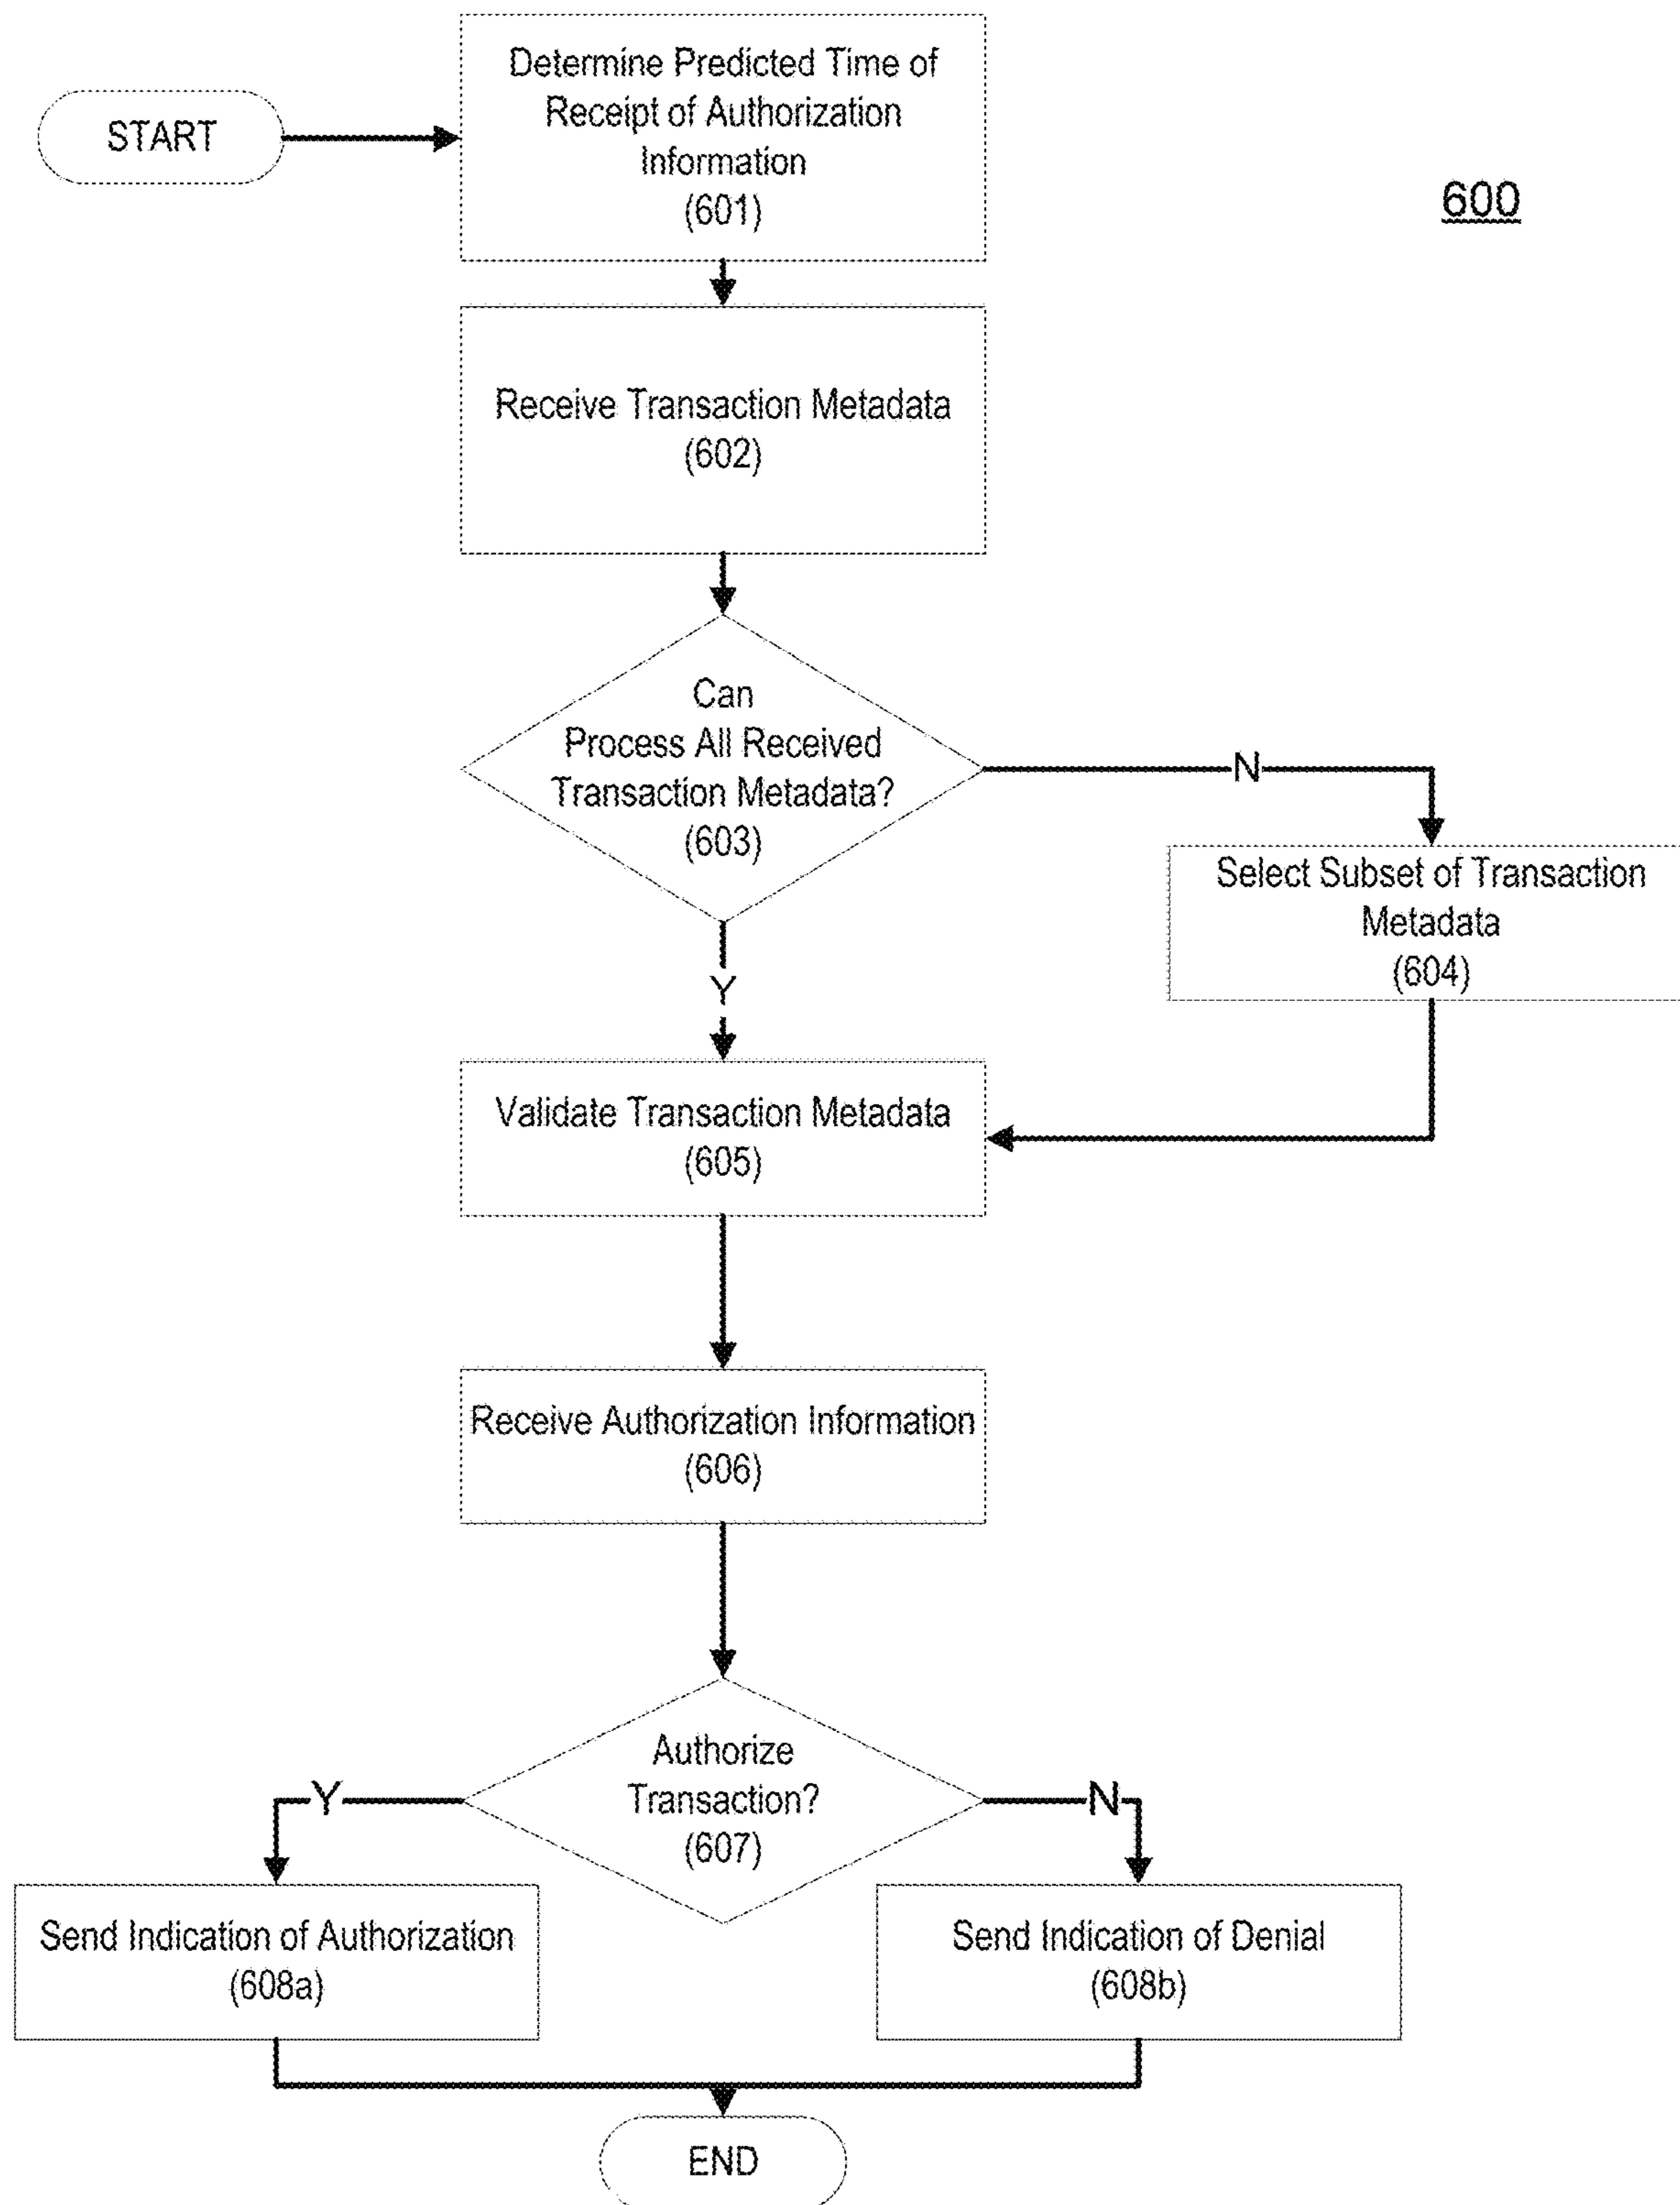 Determine Predicted Time of
Receipt of Authorization
Information
(601)
START
600
Receive Transaction Metadata
(602)
Can
Process All Received
Transaction Metadata?
(603)
N
Select Subset of Transaction
Metadata
(604)
Y
Validate Transaction Metadata
(605)
Receive Authorization Information
(606)
Authorize
Transaction?
(607)
Y
N
Send Indication of Authorization
(608a)
Send Indication of Denial
(608b)
END